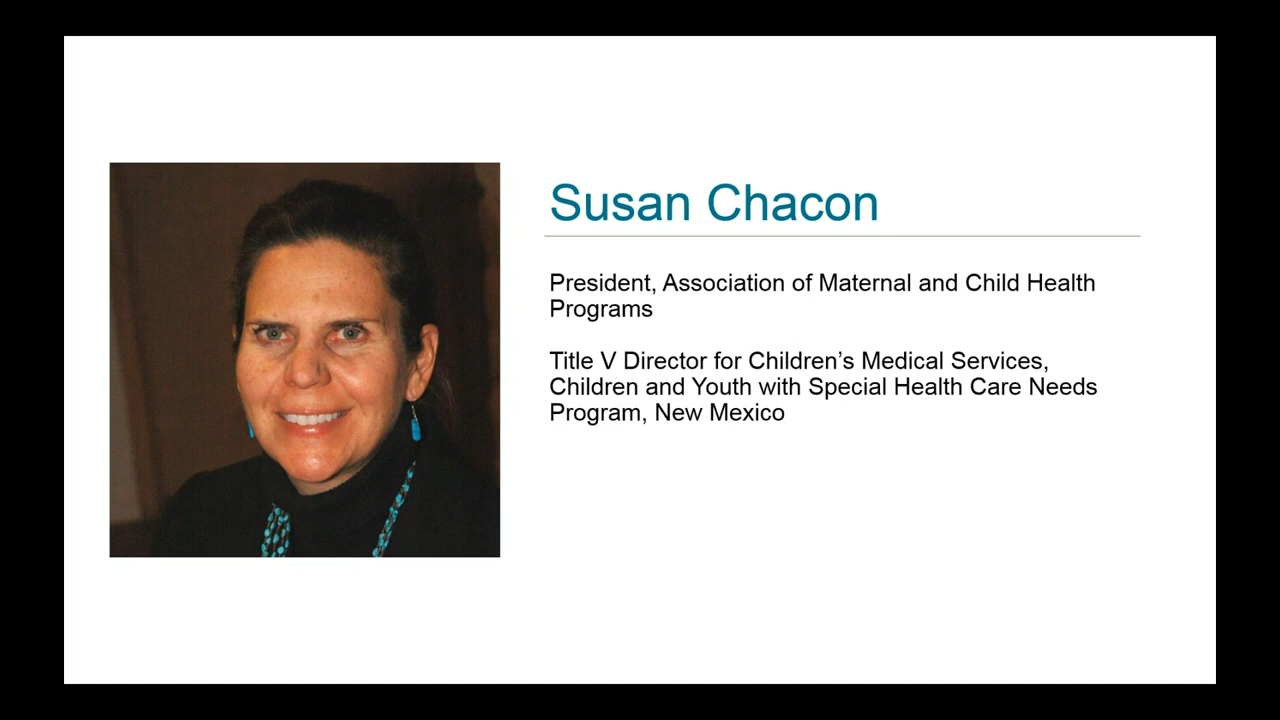 Susan Chacon
President, Association of Maternal and Child Health
Programs
Title V Director for Children’s Medical Services,
Children and Youth with Special Health Care Needs
Program, New Mexico